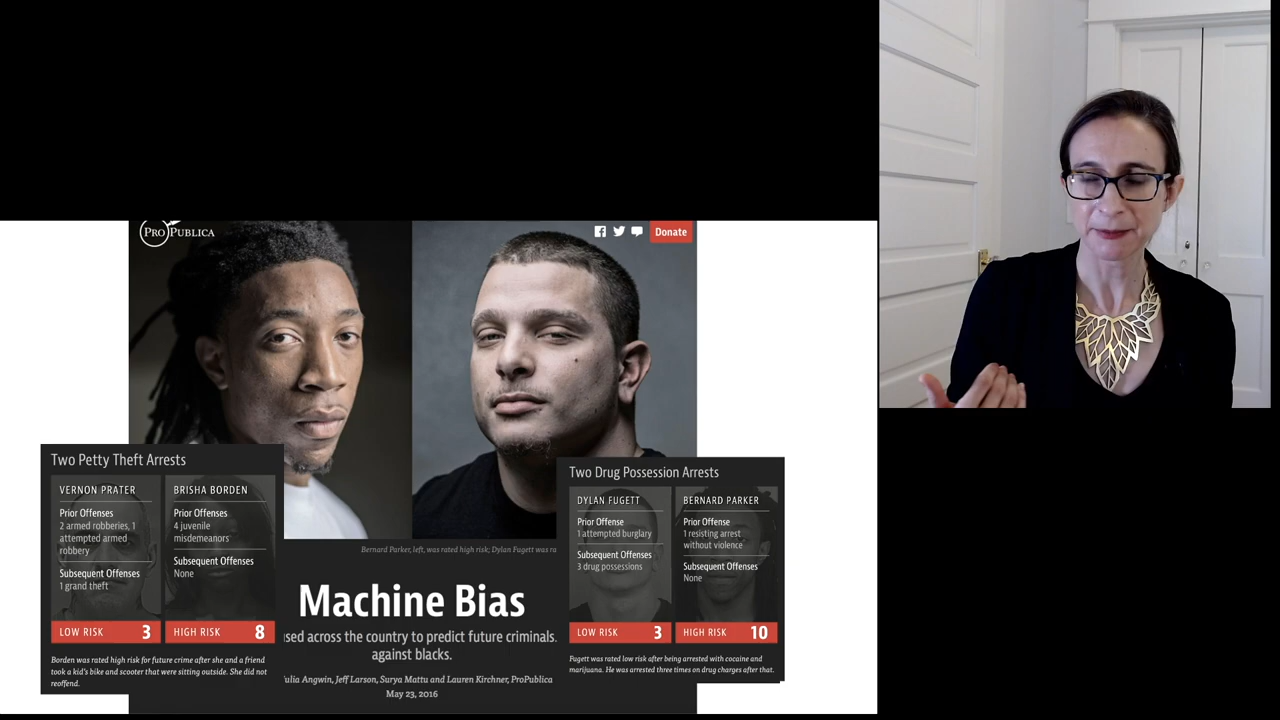 PROPUBLICA
Donate
Two Petty Theft Arrests
VERNON PRATER
Prior Offenses
2 armed robberies, 1
attempted armed
robbery
Subsequent Offenses
1 grand theft
LOW RISK 3
BRISHA BORDEN
Prior Offenses
4 juvenile
misdemeanors
Subsequent Offenses
None
HIGH RISK 8
Borden was rated high risk for future crime after she and a friend
took a kid's bike and scooter that were sitting outside. She did not
reoffend.
Bernard Parker, left, was rated high risk; Dylan Fugett was ra
Machine Bias
used across the country to predict future criminals.
against blacks.
Julia Angwin, Jeff Larson, Surya Mattu and Lauren Kirchner, ProPublica
May 23, 2016
Two Drug Possession Arrests
DYLAN FUGETT
Prior Offense
1 attempted burglary
Subsequent Offenses
3 drug possessions
LOW RISK 3
BERNARD PARKER
Prior Offense
1 resisting arrest
without violence
Subsequent Offenses
None
HIGH RISK 10
Fugett was rated low risk after being arrested with cocaine and
marijuana. He was arrested three times on drug charges after that.